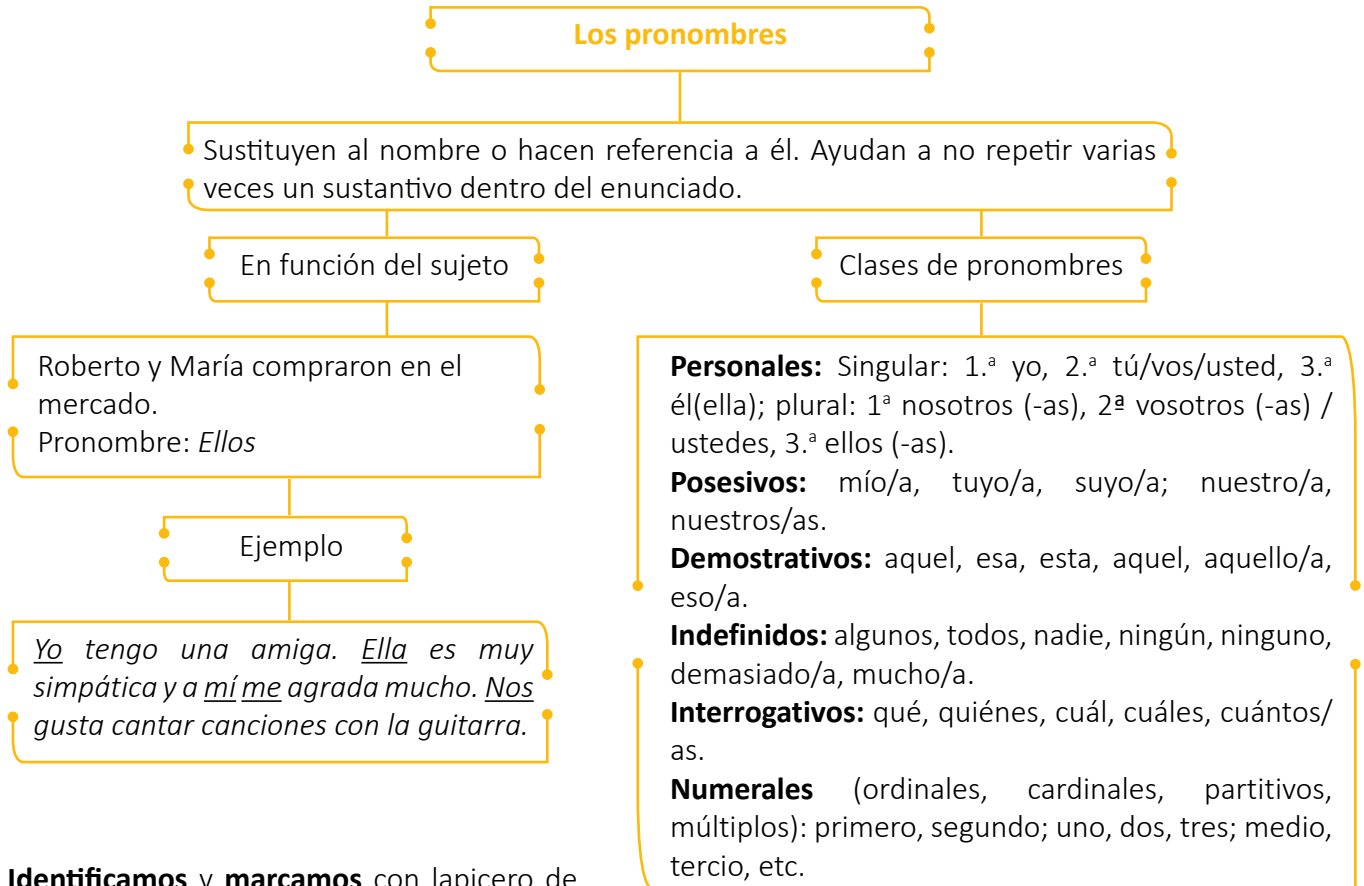 Los pronombres
Sustituyen al nombre o hacen referencia a él. Ayudan a no repetir varias
veces un sustantivo dentro del enunciado.
En función del sujeto
Clases de pronombres
Roberto y María compraron en el
mercado.
Pronombre: Ellos
Ejemplo
Yo tengo una amiga. Ella es muy
simpática y a mí me agrada mucho. Nos
gusta cantar canciones con la guitarra.
Personales: Singular: 1.ª yo, 2.ª tú/vos/usted, 3.ª
él(ella); plural: 1ª nosotros (-as), 2ª vosotros (-as) /
ustedes, 3.ª ellos (-as).
Posesivos: mío/a, tuyo/a, suyo/a; nuestro/a,
nuestros/as.
Demostrativos: aquel, esa, esta, aquel, aquello/a,
eso/a.
Indefinidos: algunos, todos, nadie, ningún, ninguno,
demasiado/a, mucho/a.
Interrogativos: qué, quiénes, cuál, cuáles, cuántos/
as.
Numerales (ordinales, cardinales, partitivos,
múltiplos): primero, segundo; uno, dos, tres; medio,
tercio, etc.
Identificamos y marcamos con lapicero de